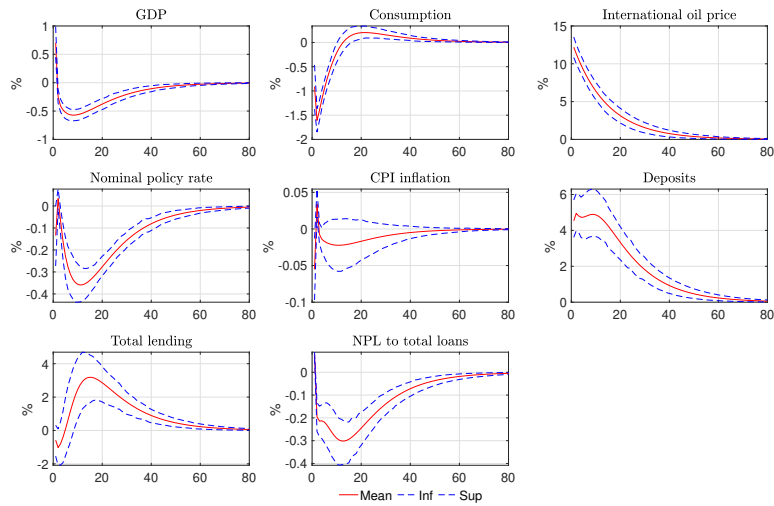 GDP Consumption International oil price
1 0 15
0.5 -0.5 10
0 -1 5
-0.5 -1.5 0
-1 -2
% % %
0 20 40 60 80 0 20 40 60 80 0 20 40 60 80
Nominal policy rate CPI inflation Deposits
0 0.05 6
-0.1 0 4
-0.2 -0.05 2
-0.3 -0.1 0
-0.4
% % %
0 20 40 60 80 0 20 40 60 80 0 20 40 60 80
Total lending NPL to total loans
4 0
2 -0.1
0 -0.2
-2 -0.3
-0.4
% %
0 20 40 60 80 0 20 40 60 80
Mean Inf Sup